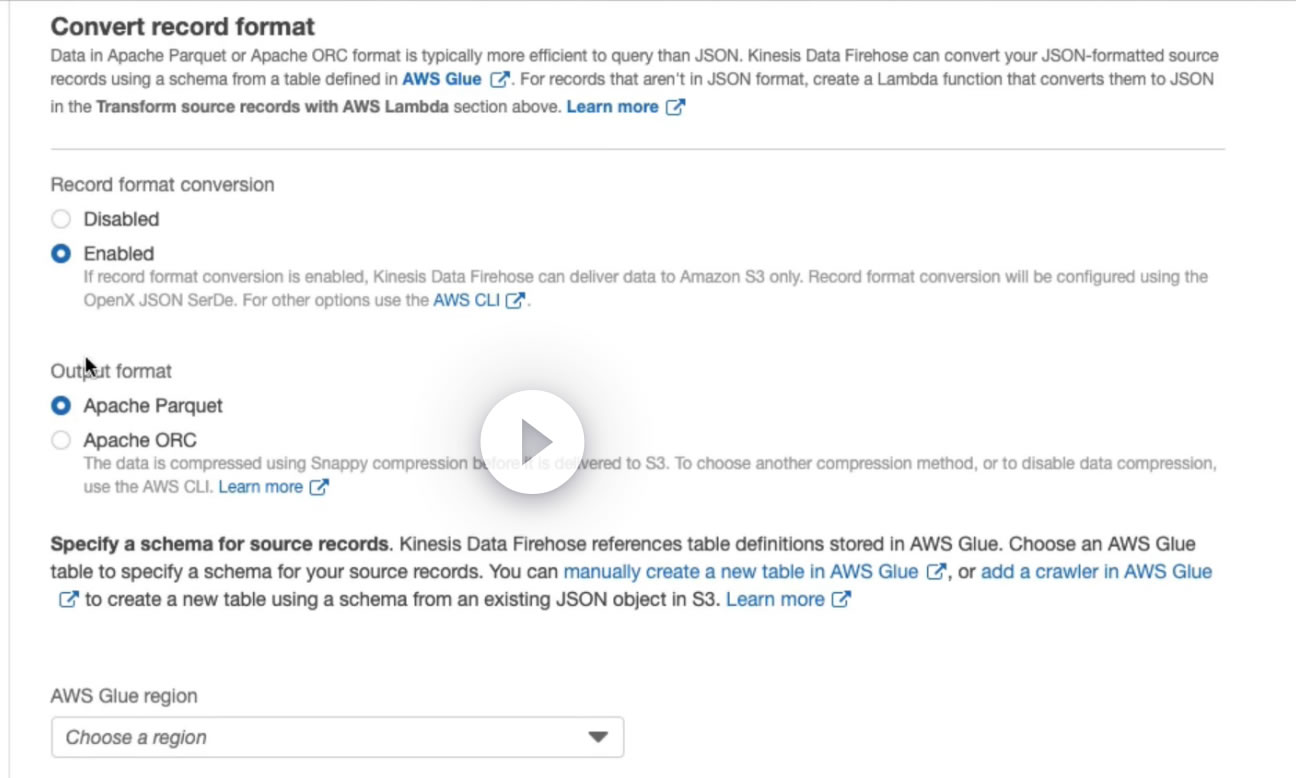 Convert record format
Data in Apache Parquet or Apache ORC format is typically more efficient to query than JSON. Kinesis Data Firehose can convert your JSON-formatted source
records using a schema from a table defined in AWS Glue. For records that aren't in JSON format, create a Lambda function that converts them to JSON
in the Transform source records with AWS Lambda section above. Learn more
Record format conversion
Disabled
Enabled
If record format conversion is enabled, Kinesis Data Firehose can deliver data to Amazon S3 only. Record format conversion will be configured using the
OpenX JSON SerDe. For other options use the AWS CLI.
Output format
Apache Parquet
Apache ORC
The data is compressed using Snappy compression before it is delivered to S3. To choose another compression method, or to disable data compression,
use the AWS CLI. Learn more
Specify a schema for source records. Kinesis Data Firehose references table definitions stored in AWS Glue. Choose an AWS Glue
table to specify a schema for your source records. You can manually create a new table in AWS Glue, or add a crawler in AWS Glue
to create a new table using a schema from an existing JSON object in S3. Learn more
AWS Glue region
Choose a region